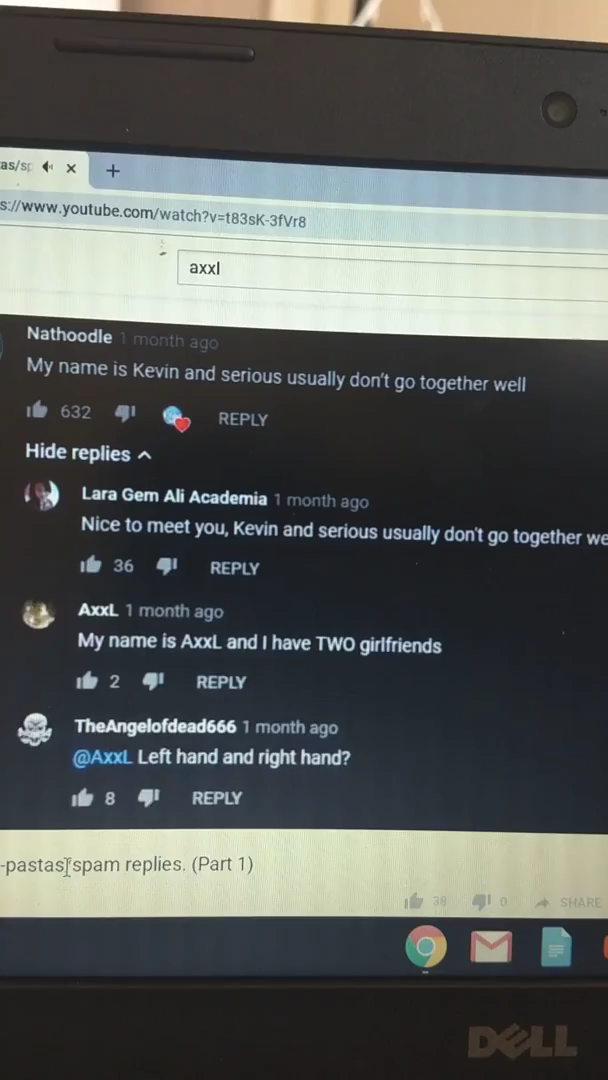 as/sp
s://www.youtube.com/watch?v=t83sK-3fVr8
axxl
Nathoodle 1 month ago
My name is Kevin and serious usually don't go together well
632 REPLY
Hide replies
Lara Gem Ali Academia 1 month ago
Nice to meet you, Kevin and serious usually don't go together we
36 REPLY
AxxL 1 month ago
My name is AxxL and I have TWO girlfriends
2 REPLY
TheAngelofdead666 1 month ago
@AxxL Left hand and right hand?
8 REPLY
-pastas/spam replies. (Part 1)
38 0 SHARE
DELL